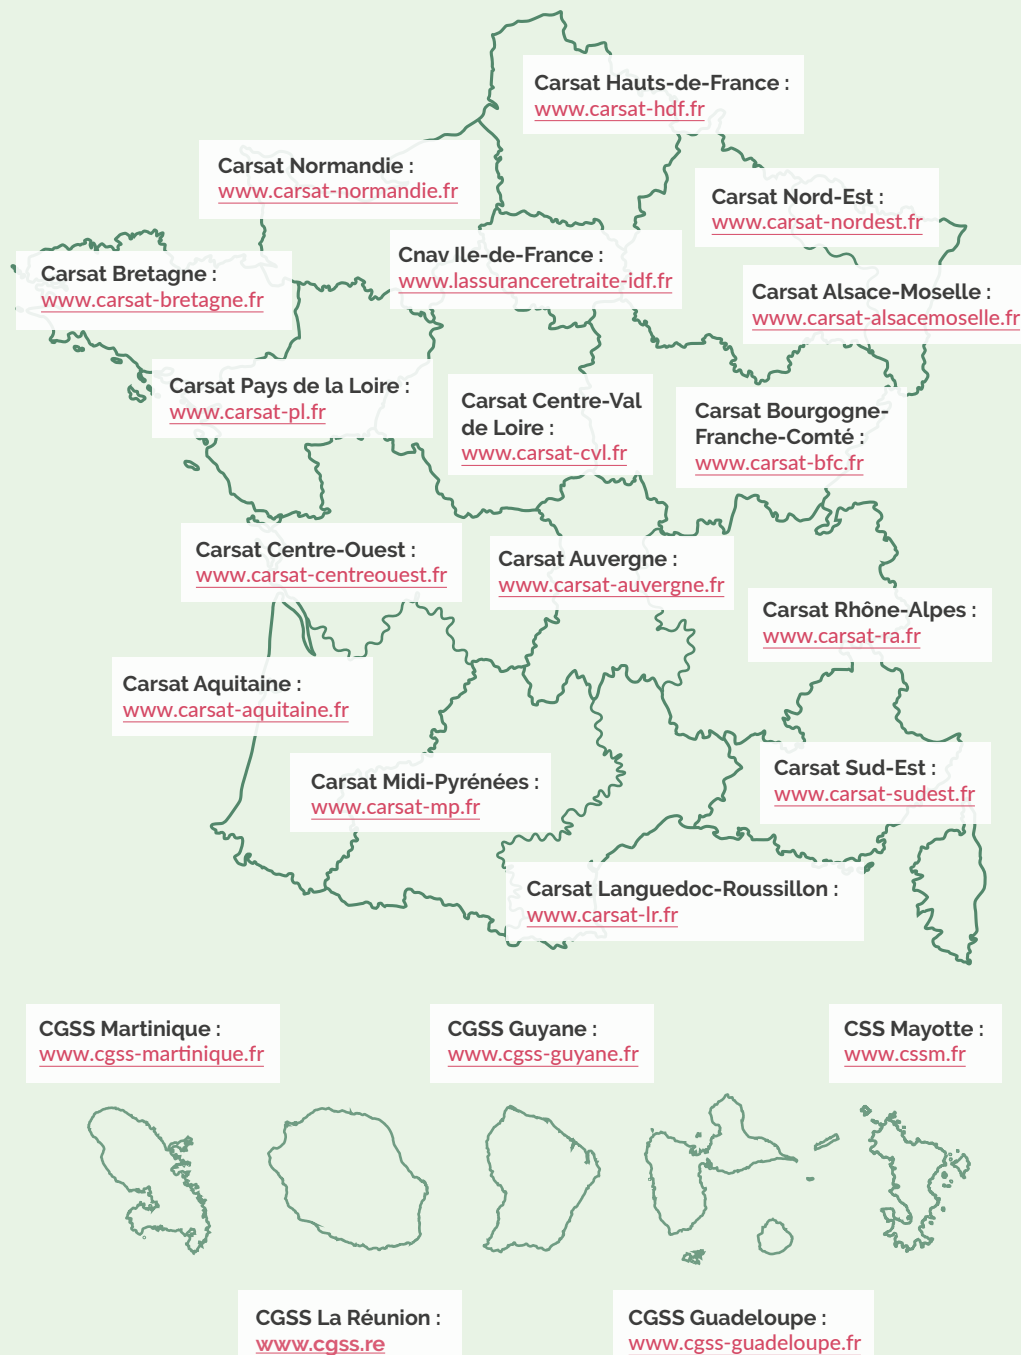 Carsat Hauts-de-France :
www.carsat-hdf.fr
Carsat Normandie :
www.carsat-normandie.fr
Carsat Nord-Est :
www.carsat-nordest.fr
Cnav Ile-de-France :
www.lassuranceretraite-idf.fr
Carsat Bretagne :
www.carsat-bretagne.fr
Carsat Alsace-Moselle :
www.carsat-alsacemoselle.fr
Carsat Pays de la Loire :
www.carsat-pl.fr
Carsat Centre-Val
de Loire :
www.carsat-cvl.fr
Carsat Bourgogne-
Franche-Comté :
www.carsat-bfc.fr
Carsat Centre-Ouest :
www.carsat-centreouest.fr
Carsat Auvergne :
www.carsat-auvergne.fr
Carsat Rhône-Alpes :
www.carsat-ra.fr
Carsat Aquitaine :
www.carsat-aquitaine.fr
Carsat Midi-Pyrénées :
www.carsat-mp.fr
Carsat Sud-Est :
www.carsat-sudest.fr
Carsat Languedoc-Roussillon :
www.carsat-lr.fr
CGSS Martinique :
www.cgss-martinique.fr
CGSS Guyane :
www.cgss-guyane.fr
CSS Mayotte :
www.cssm.fr
CGSS La Réunion :
www.cgss.re
CGSS Guadeloupe :
www.cgss-guadeloupe.fr